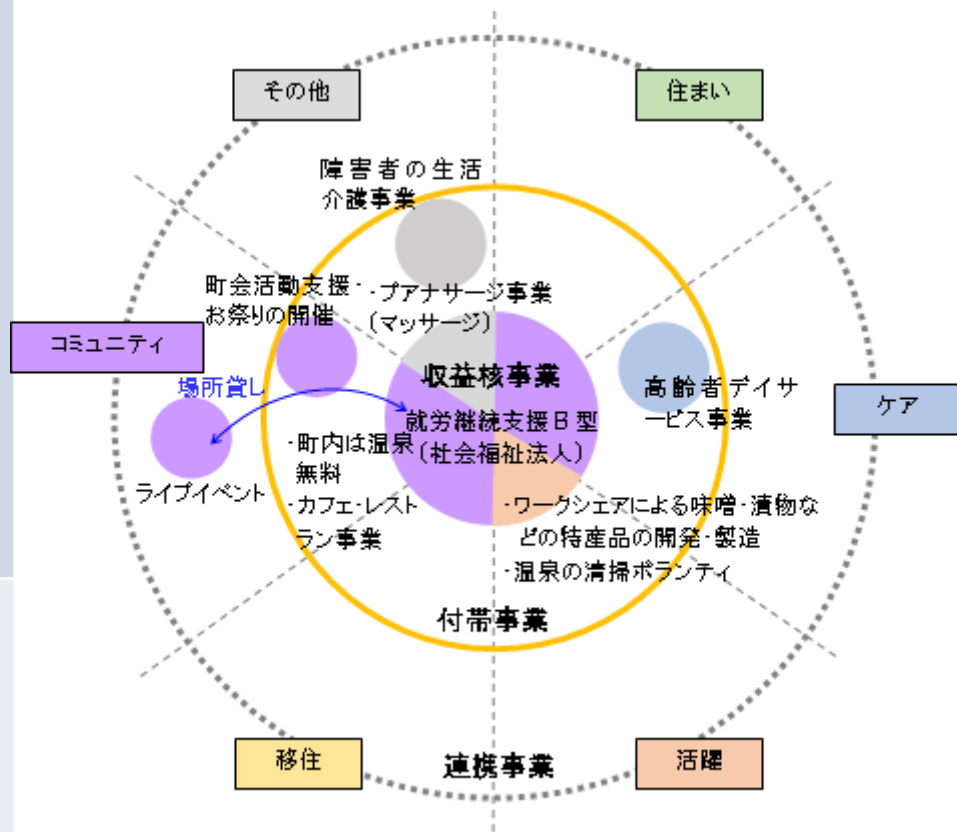 その他
住まい
障害者の生活
介護事業
町会活動支援・
お祭りの開催
・プアナサージ事業
（マッサージ）
コミュニティ
収益核事業
場所貸し
高齢者デイサ
ービス事業
ケア
就労継続支援B型
（社会福祉法人）
・町内は温泉
無料
ライブイベント
・カフェ・レスト
ラン事業
・ワークシェアによる味噌・漬物な
どの特産品の開発・製造
・温泉の清掃ボランティ
付帯事業
移住
連携事業
活躍